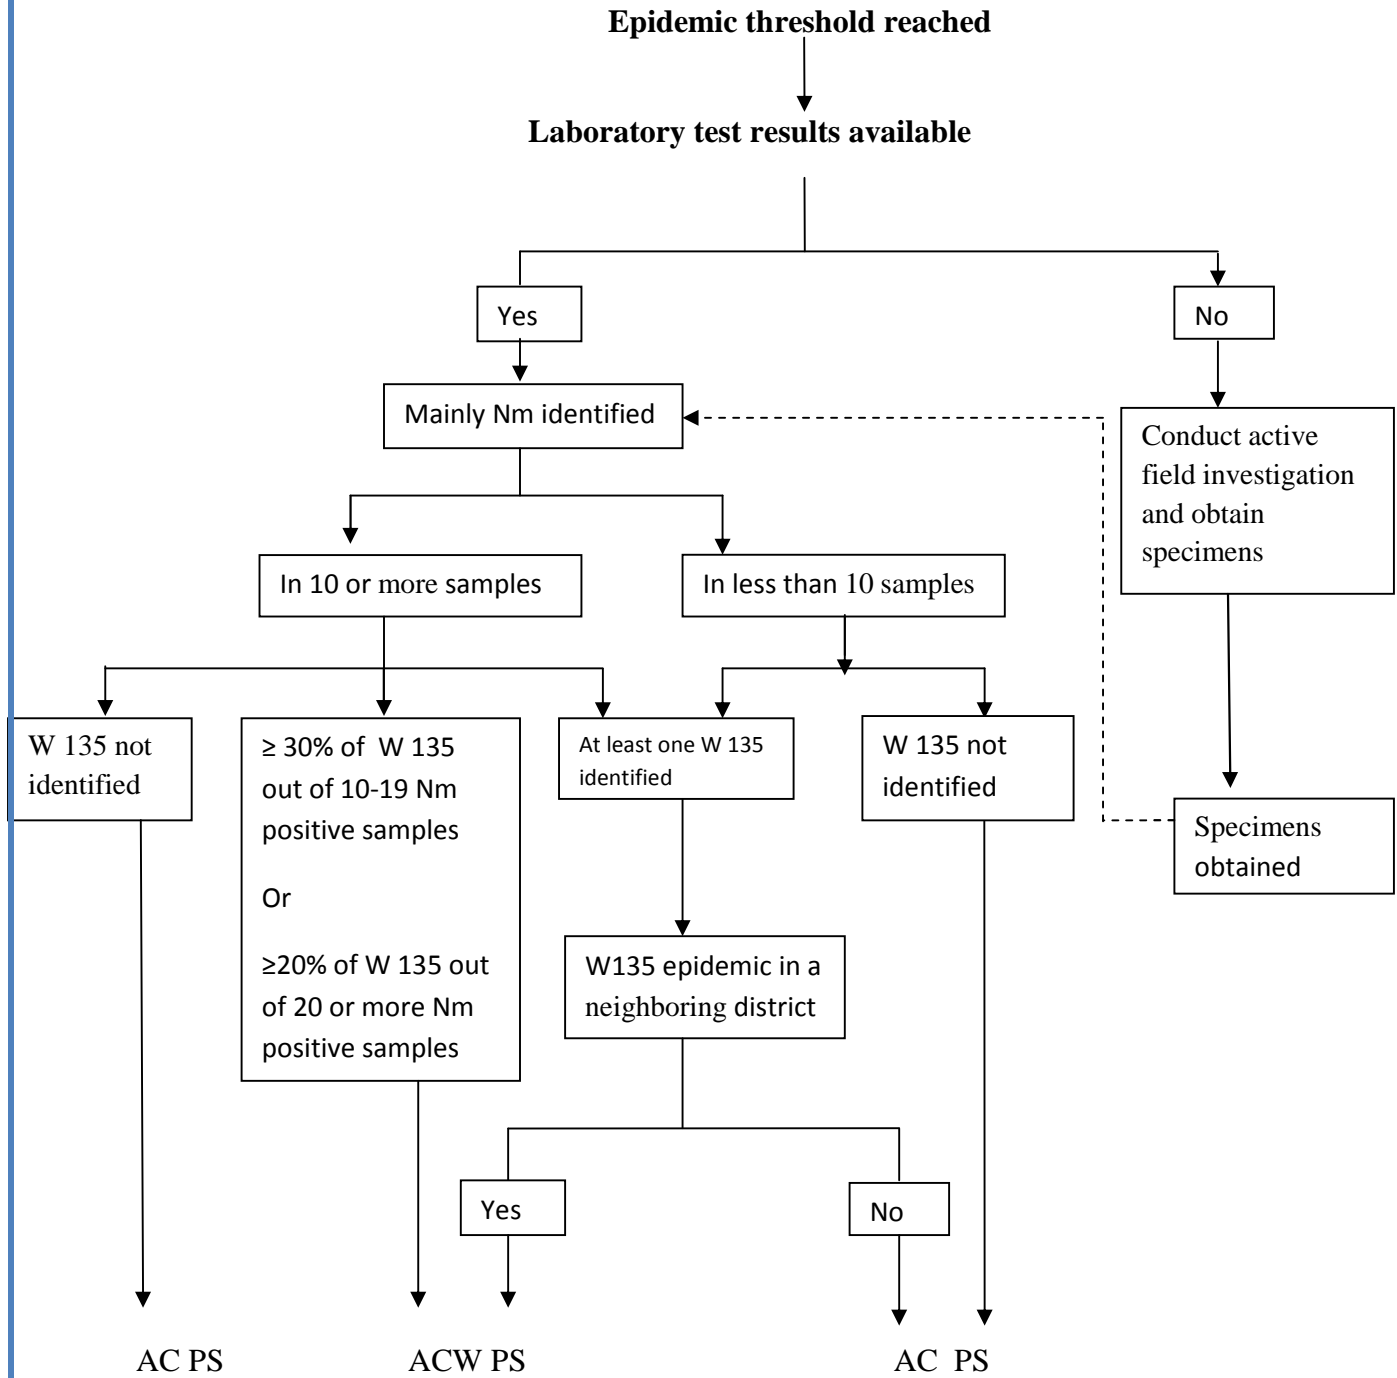 Epidemic threshold reached
Laboratory test results available
Yes
No
Mainly Nm identified
Conduct active
field investigation
and obtain
specimens
In 10 or more samples
In less than 10 samples
W 135 not
identified
≥ 30% of W 135
out of 10-19 Nm
positive samples
Or
≥20% of W 135 out
of 20 or more Nm
positive samples
At least one W 135
identified
W 135 not
identified
Specimens
obtained
W135 epidemic in a
neighboring district
Yes
No
AC PS
ACW PS
AC PS